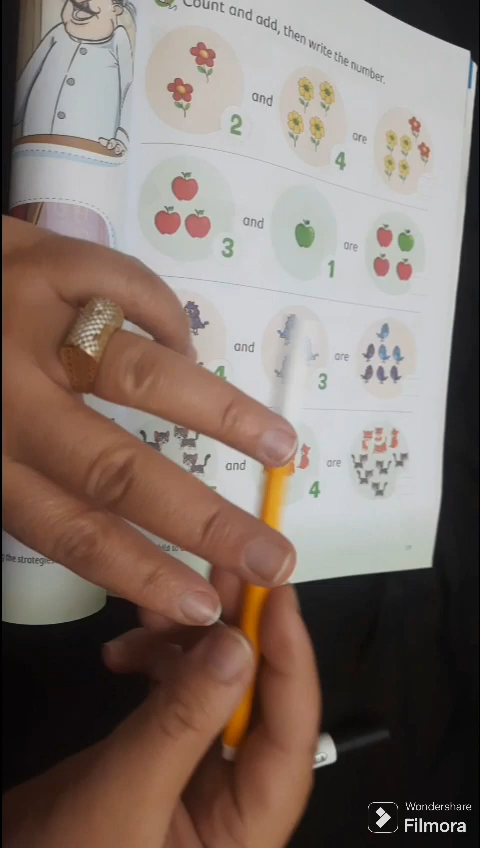 Count and add, then write the number.
2 and 4 are
3 and 1 are
4 and 3 are
and 4 are
the strategies
Wondershare
Filmora